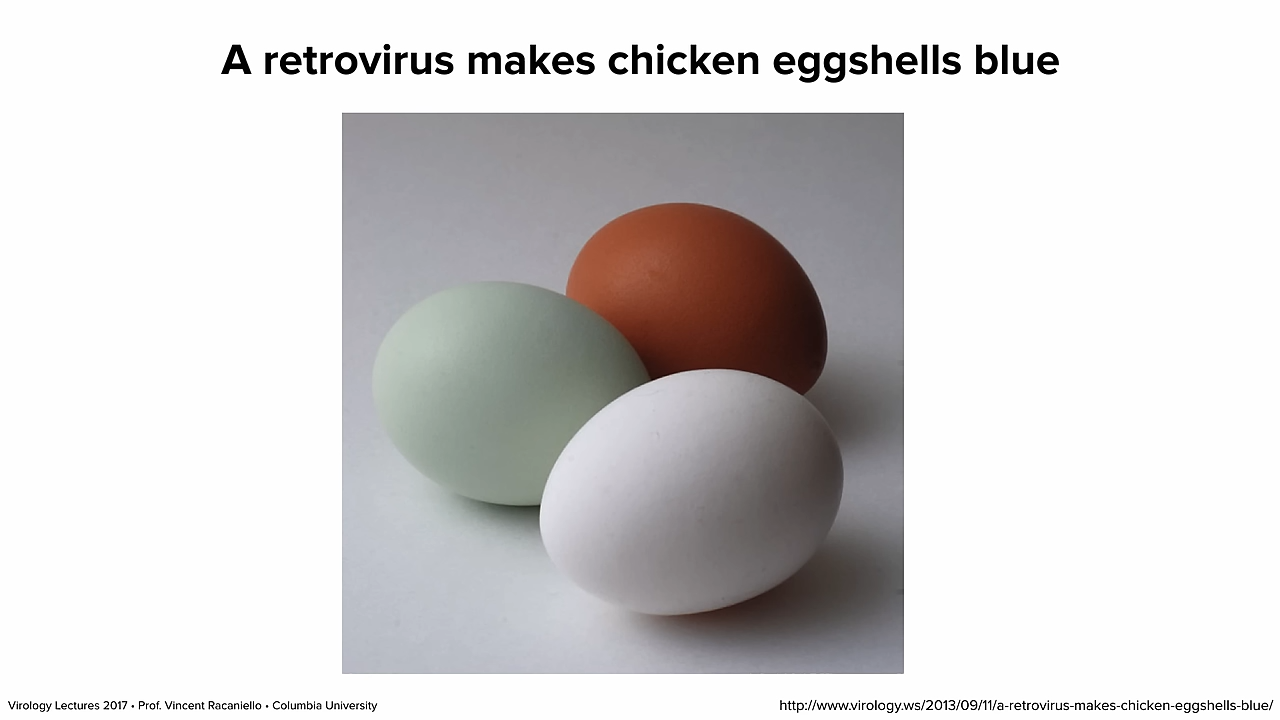 A retrovirus makes chicken eggshells blue
Virology Lectures 2017 • Prof. Vincent Racaniello • Columbia University
http://www.virology.ws/2013/09/11/a-retrovirus-makes-chicken-eggshells-blue/